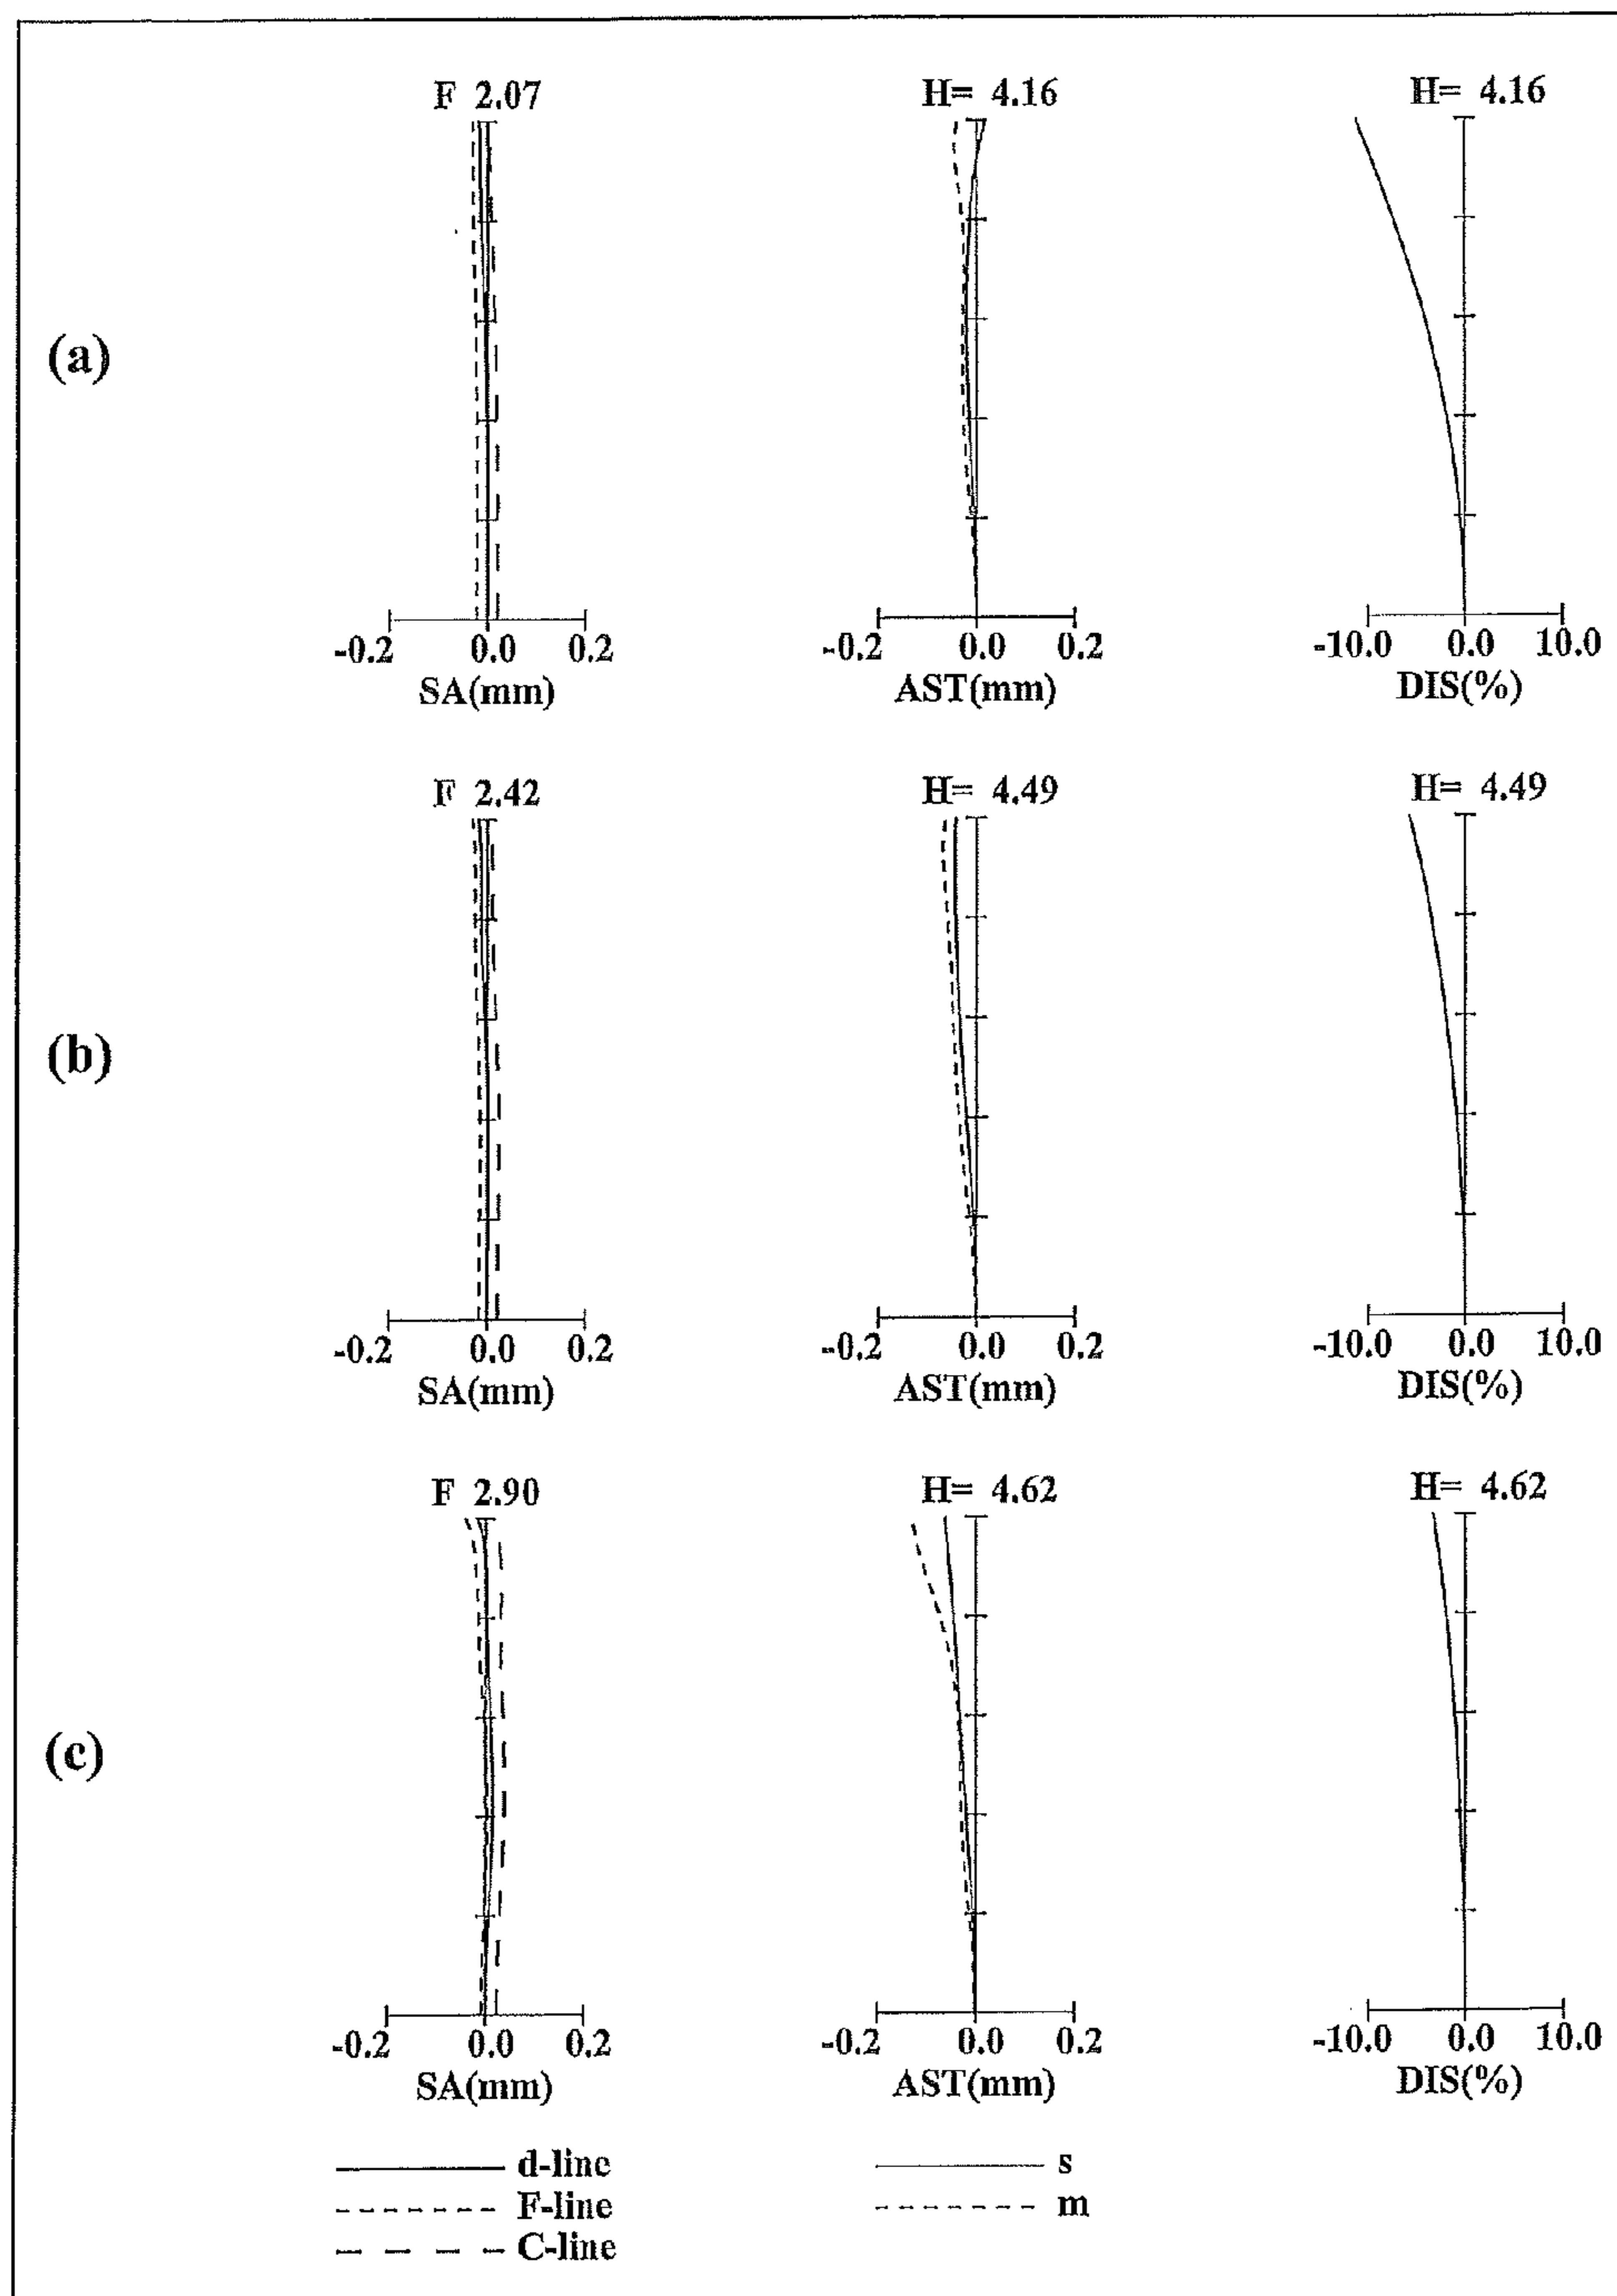 F 2.07 H= 4.16 H= 4.16
(a)
-0.2 0.0 0.2 -0.2 0.0 0.2 -10.0 0.0 10.0
SA(mm) AST(mm) DIS(%)
F 2.42 H= 4.49 H= 4.49
(b)
-0.2 0.0 0.2 -0.2 0.0 0.2 -10.0 0.0 10.0
SA(mm) AST(mm) DIS(%)
F 2.90 H= 4.62 H= 4.62
(c)
-0.2 0.0 0.2 -0.2 0.0 0.2 -10.0 0.0 10.0
SA(mm) AST(mm) DIS(%)
d-line s
F-line m
C-line